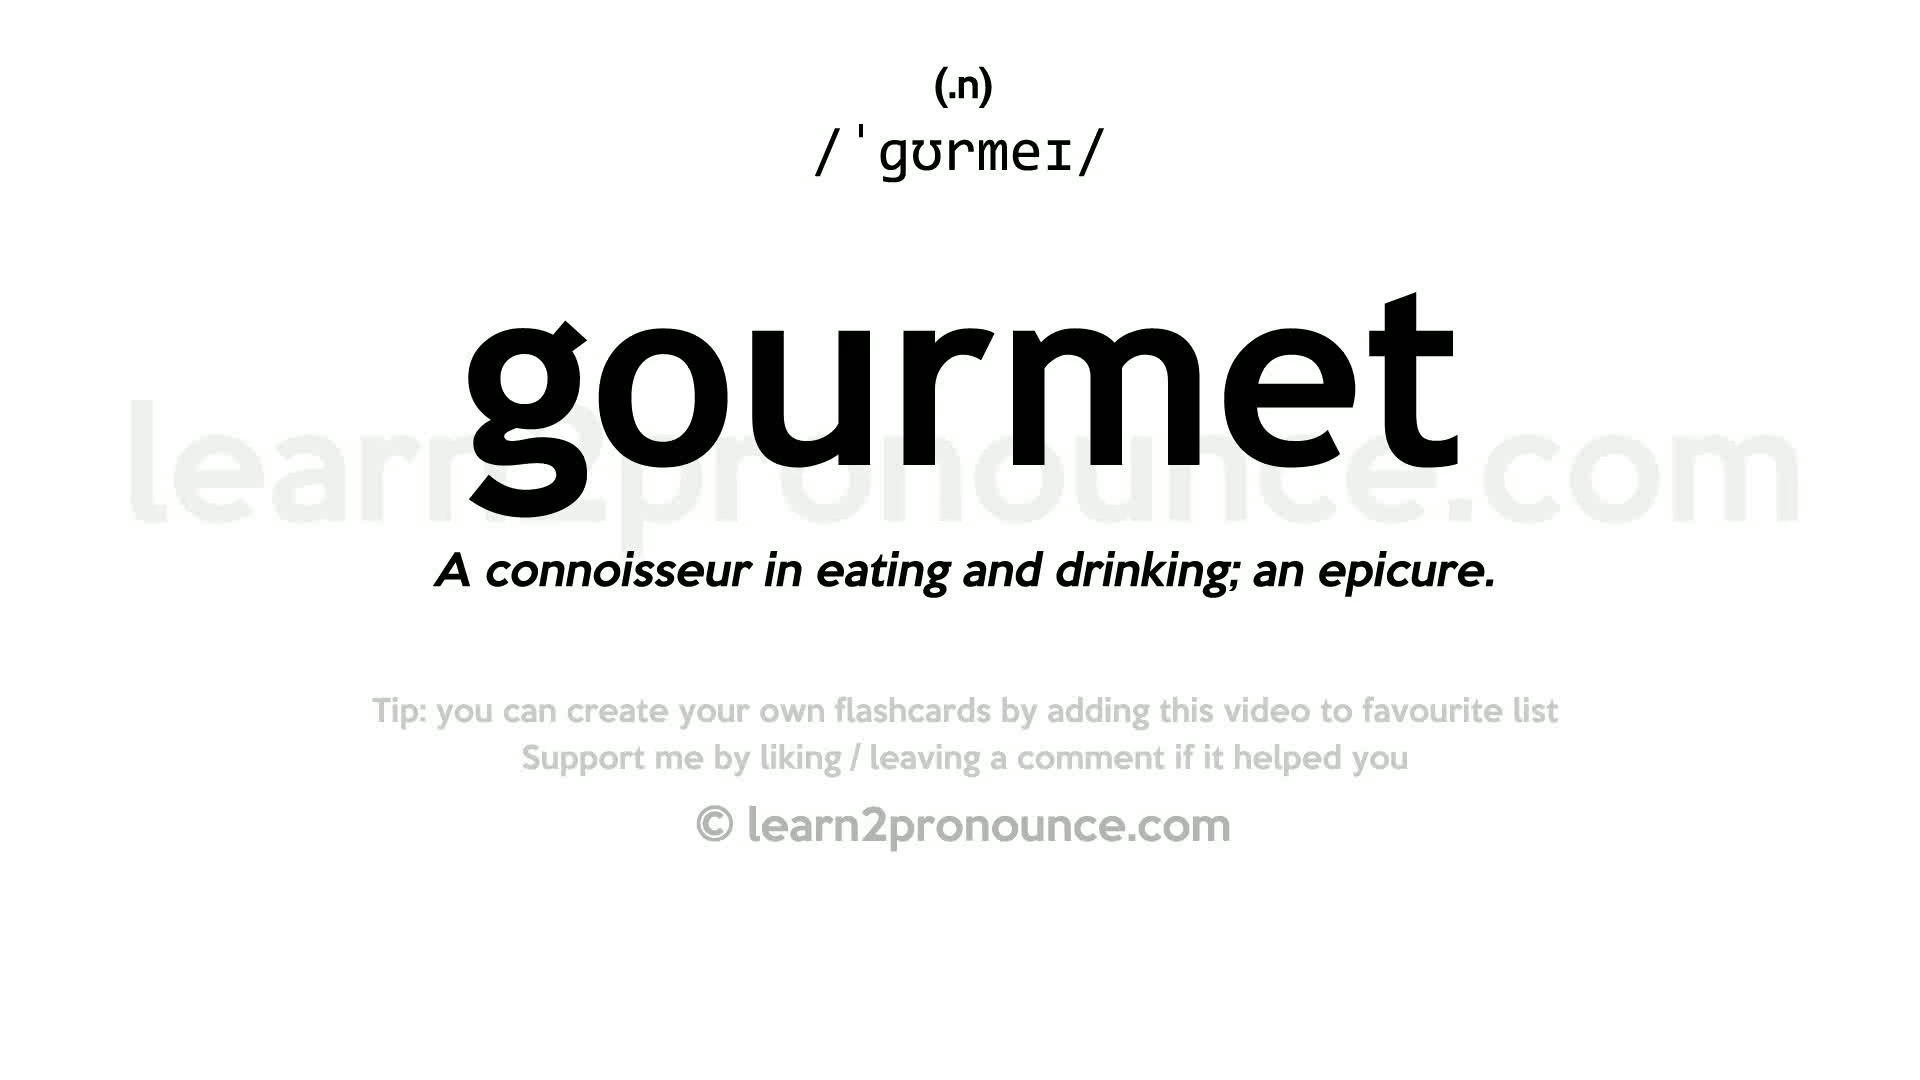 (.n)
/ˈgʊrmeɪ/
gourmet
learn2pronounce.com
A connoisseur in eating and drinking; an epicure.
Tip: you can create your own flashcards by adding this video to favourite list
Support me by liking / leaving a comment if it helped you
© learn2pronounce.com